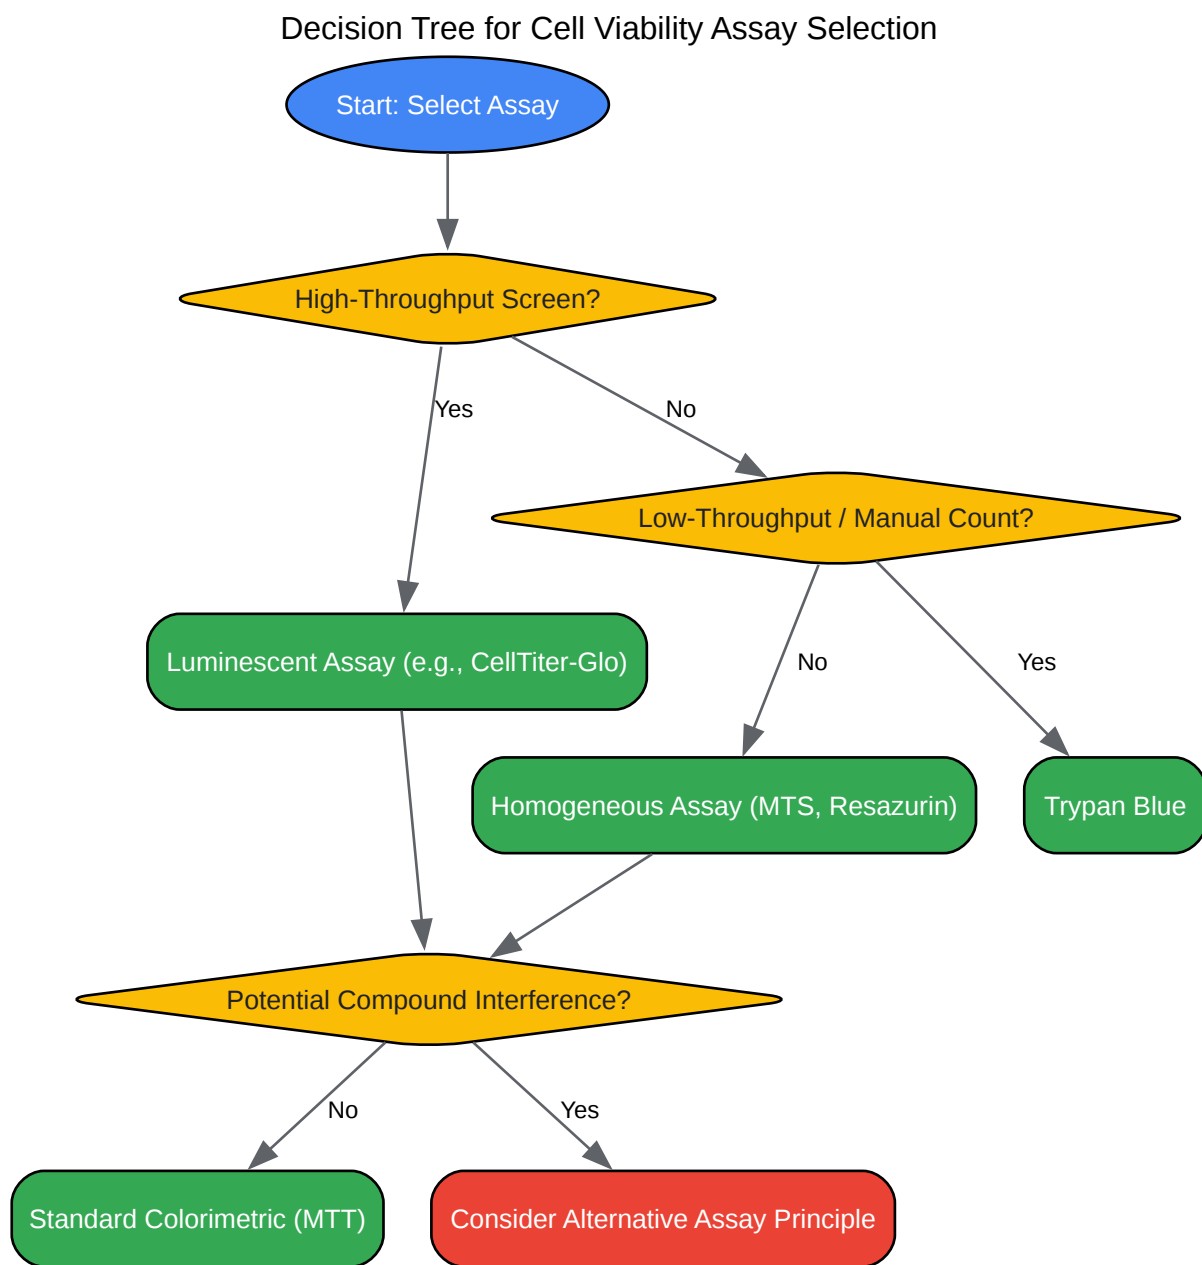 Decision Tree for Cell Viability Assay Selection
Start: Select Assay
High-Throughput Screen?
Yes
No
Low-Throughput / Manual Count?
Luminescent Assay (e.g., CellTiter-Glo)
No
Yes
Homogeneous Assay (MTS, Resazurin)
Trypan Blue
Potential Compound Interference?
No
Yes
Standard Colorimetric (MTT)
Consider Alternative Assay Principle